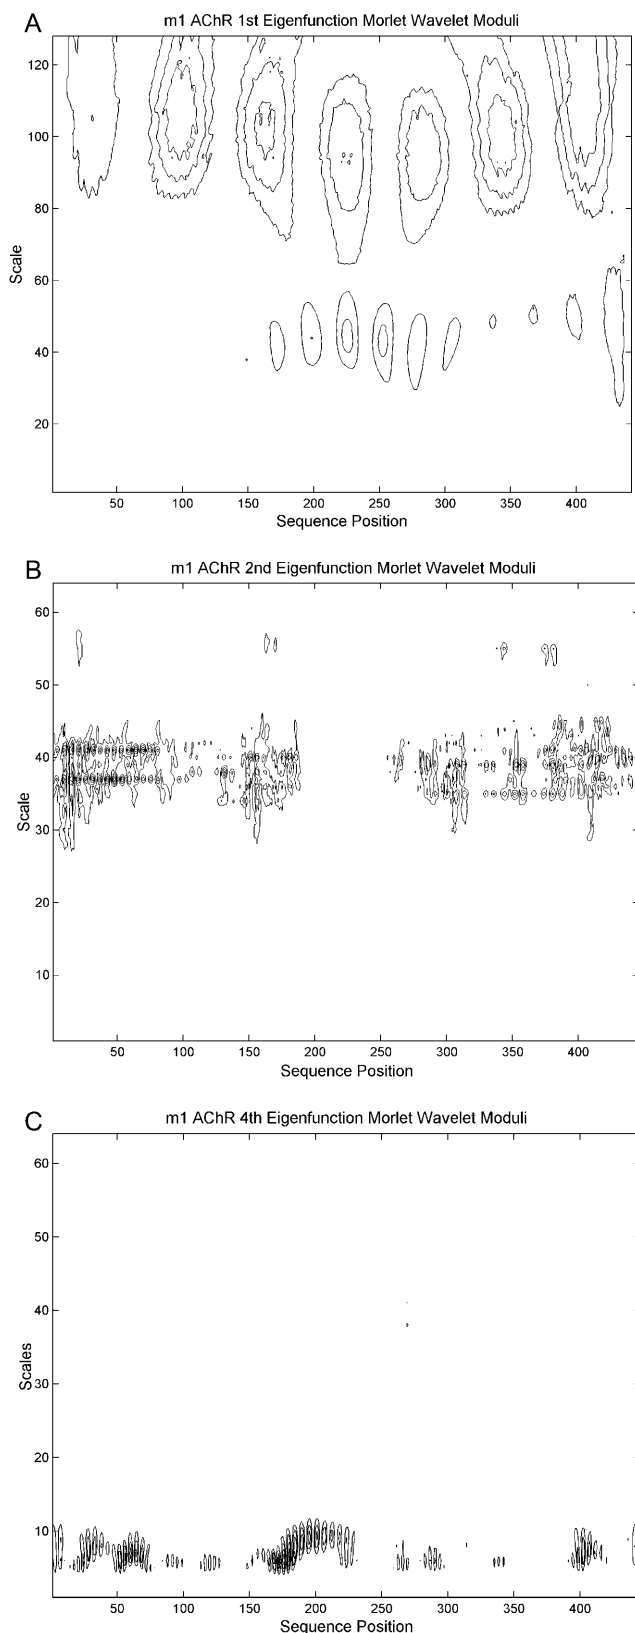 A
m1 AChR 1st Eigenfunction Morlet Wavelet Moduli
120
100
80
60
40
20
Scale
50 100 150 200 250 300 350 400
Sequence Position
B
m1 AChR 2nd Eigenfunction Morlet Wavelet Moduli
60
50
40
30
20
10
Scale
50 100 150 200 250 300 350 400
Sequence Position
C
m1 AChR 4th Eigenfunction Morlet Wavelet Moduli
60
50
40
30
20
10
Scales
50 100 150 200 250 300 350 400
Sequence Position